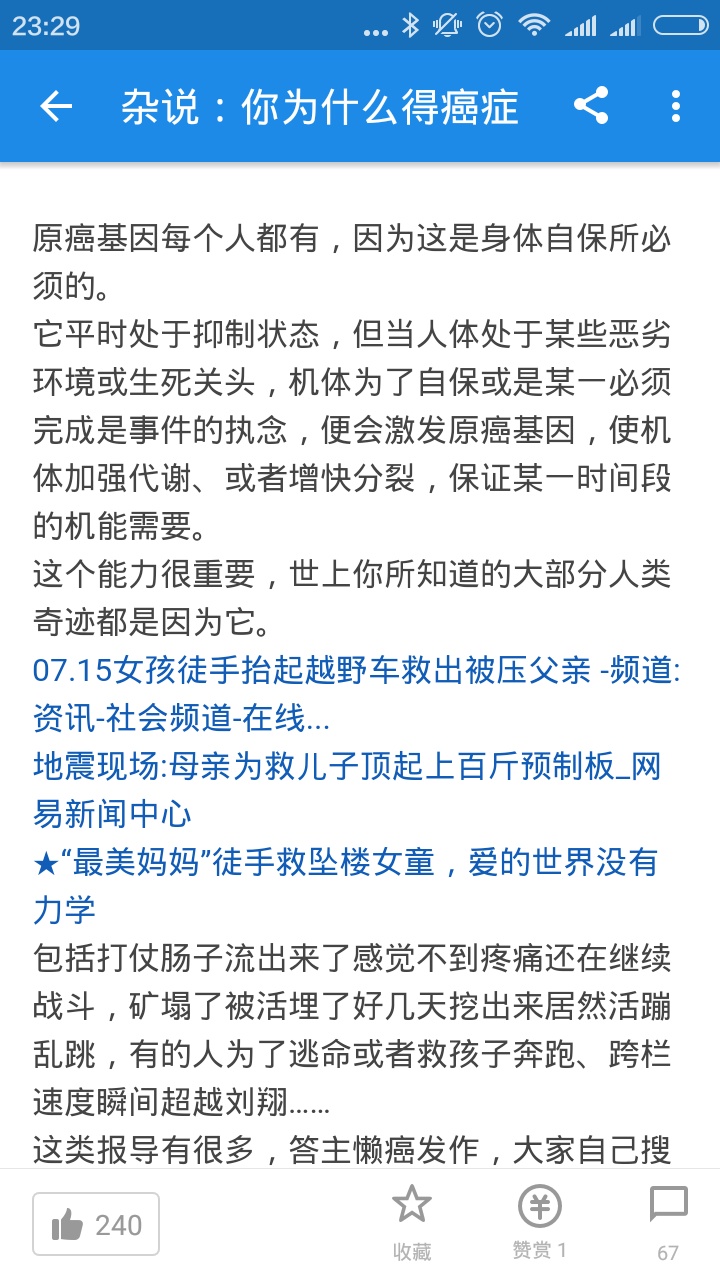 23:29
杂说：你为什么得癌症
原癌基因每个人都有，因为这是身体自保所必
须的。
它平时处于抑制状态，但当人体处于某些恶劣
环境或生死关头，机体为了自保或是某一必须
完成是事件的执念，便会激发原癌基因，使机
体加强代谢、或者增快分裂，保证某一时间段
的机能需要。
这个能力很重要，世上你所知道的大部分人类
奇迹都是因为它。
07.15女孩徒手抬起越野车救出被压父亲 -频道:
资讯-社会频道-在线...
地震现场:母亲为救儿子顶起上百斤预制板_网
易新闻中心
★“最美妈妈”徒手救坠楼女童，爱的世界没有
力学
包括打仗肠子流出来了感觉不到疼痛还在继续
战斗，矿塌了被活埋了好几天挖出来居然活蹦
乱跳，有的人为了逃命或者救孩子奔跑、跨栏
速度瞬间超越刘翔……
这类报导有很多，答主懒癌发作，大家自己搜
240
收藏
赞赏 1
67